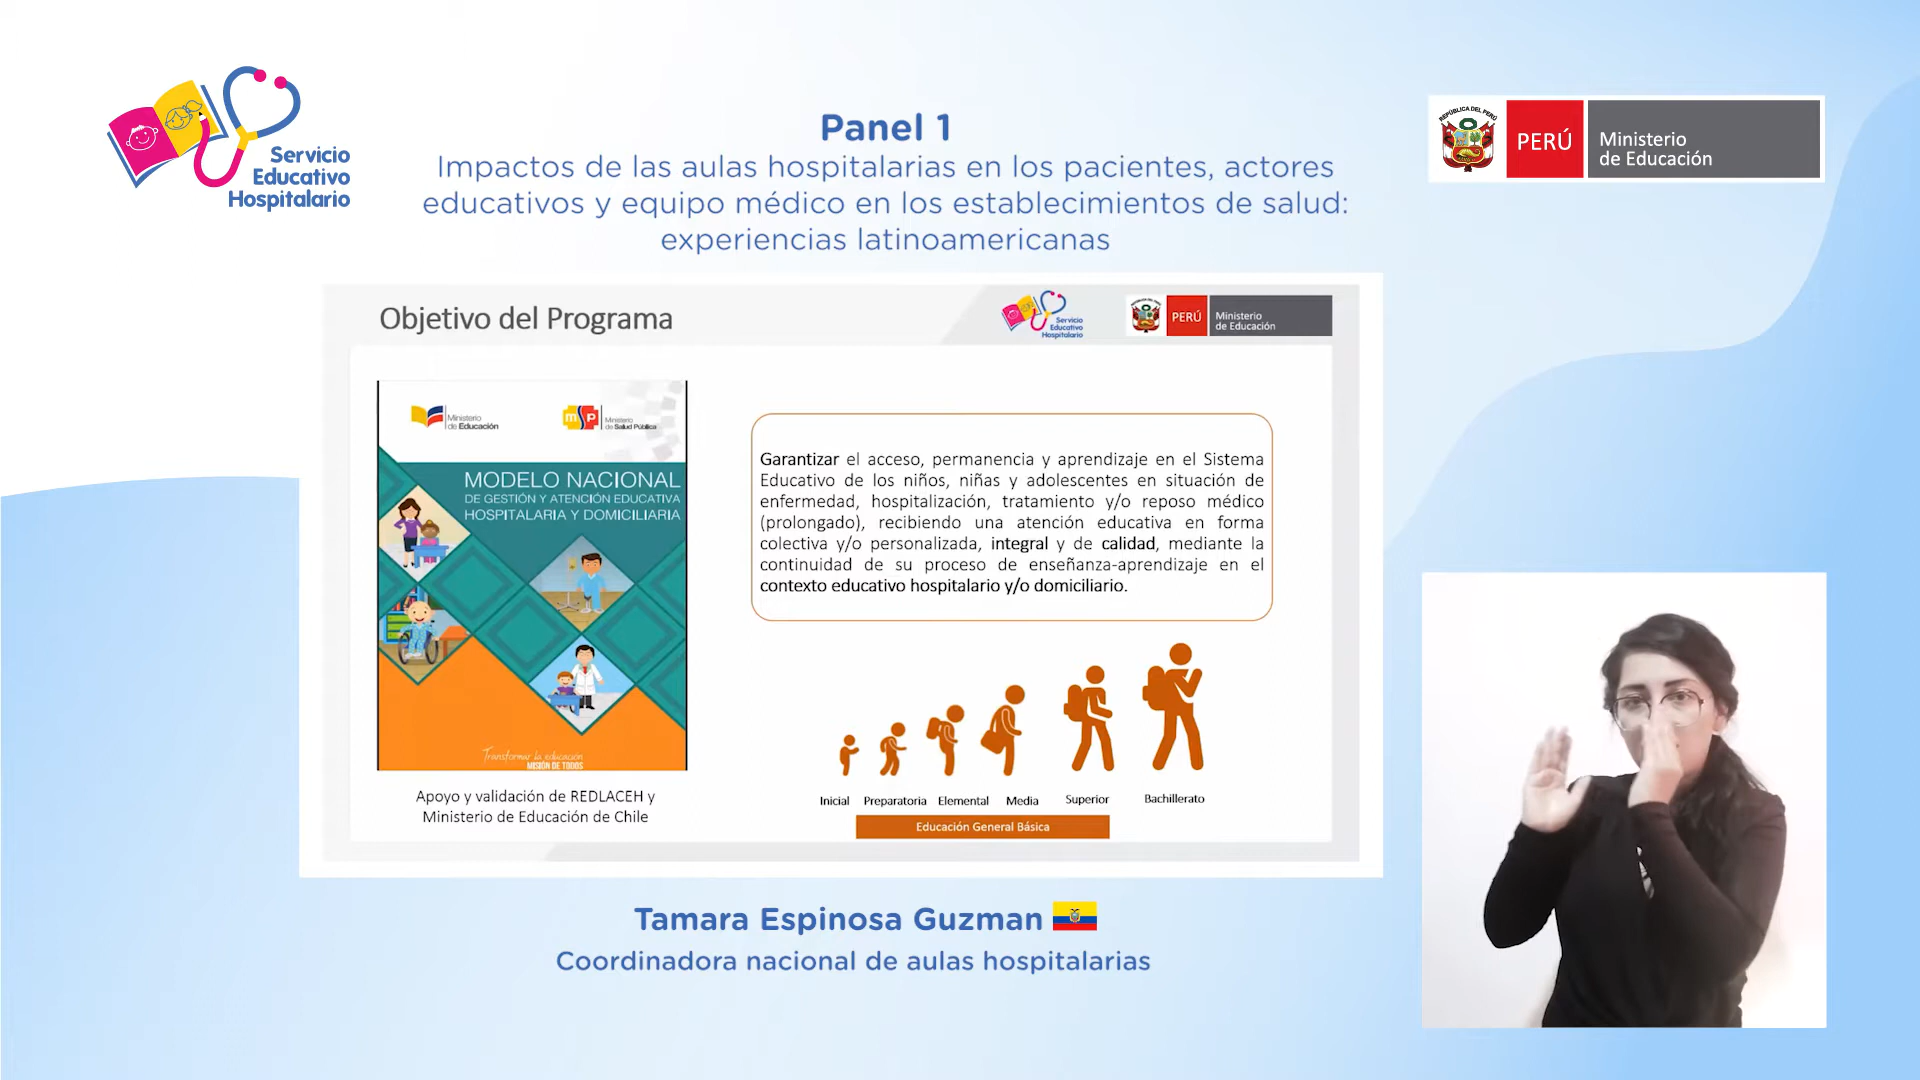 Servicio
Educativo
Hospitalario
Panel 1
Impactos de las aulas hospitalarias en los pacientes, actores
educativos y equipo médico en los establecimientos de salud:
experiencias latinoamericanas
REPÚBLICA DEL PERÚ
PERÚ
Ministerio
de Educación
Objetivo del Programa
Servicio
Educativo
Hospitalario
PERÚ
Ministerio
de Educación
Ministerio
de Educación
Ministerio
de Salud Pública
MODELO NACIONAL
DE GESTIÓN Y ATENCIÓN EDUCATIVA
HOSPITALARIA Y DOMICILIARIA
Transformar la educación
MISIÓN DE TODOS
Apoyo y validación de REDLACEH y
Ministerio de Educación de Chile
Garantizar el acceso, permanencia y aprendizaje en el Sistema
Educativo de los niños, niñas y adolescentes en situación de
enfermedad, hospitalización, tratamiento y/o reposo médico
(prolongado), recibiendo una atención educativa en forma
colectiva y/o personalizada, integral y de calidad, mediante la
continuidad de su proceso de enseñanza-aprendizaje en el
contexto educativo hospitalario y/o domiciliario.
Inicial Preparatoria Elemental Media Superior Bachillerato
Educación General Básica
Tamara Espinosa Guzman
Coordinadora nacional de aulas hospitalarias